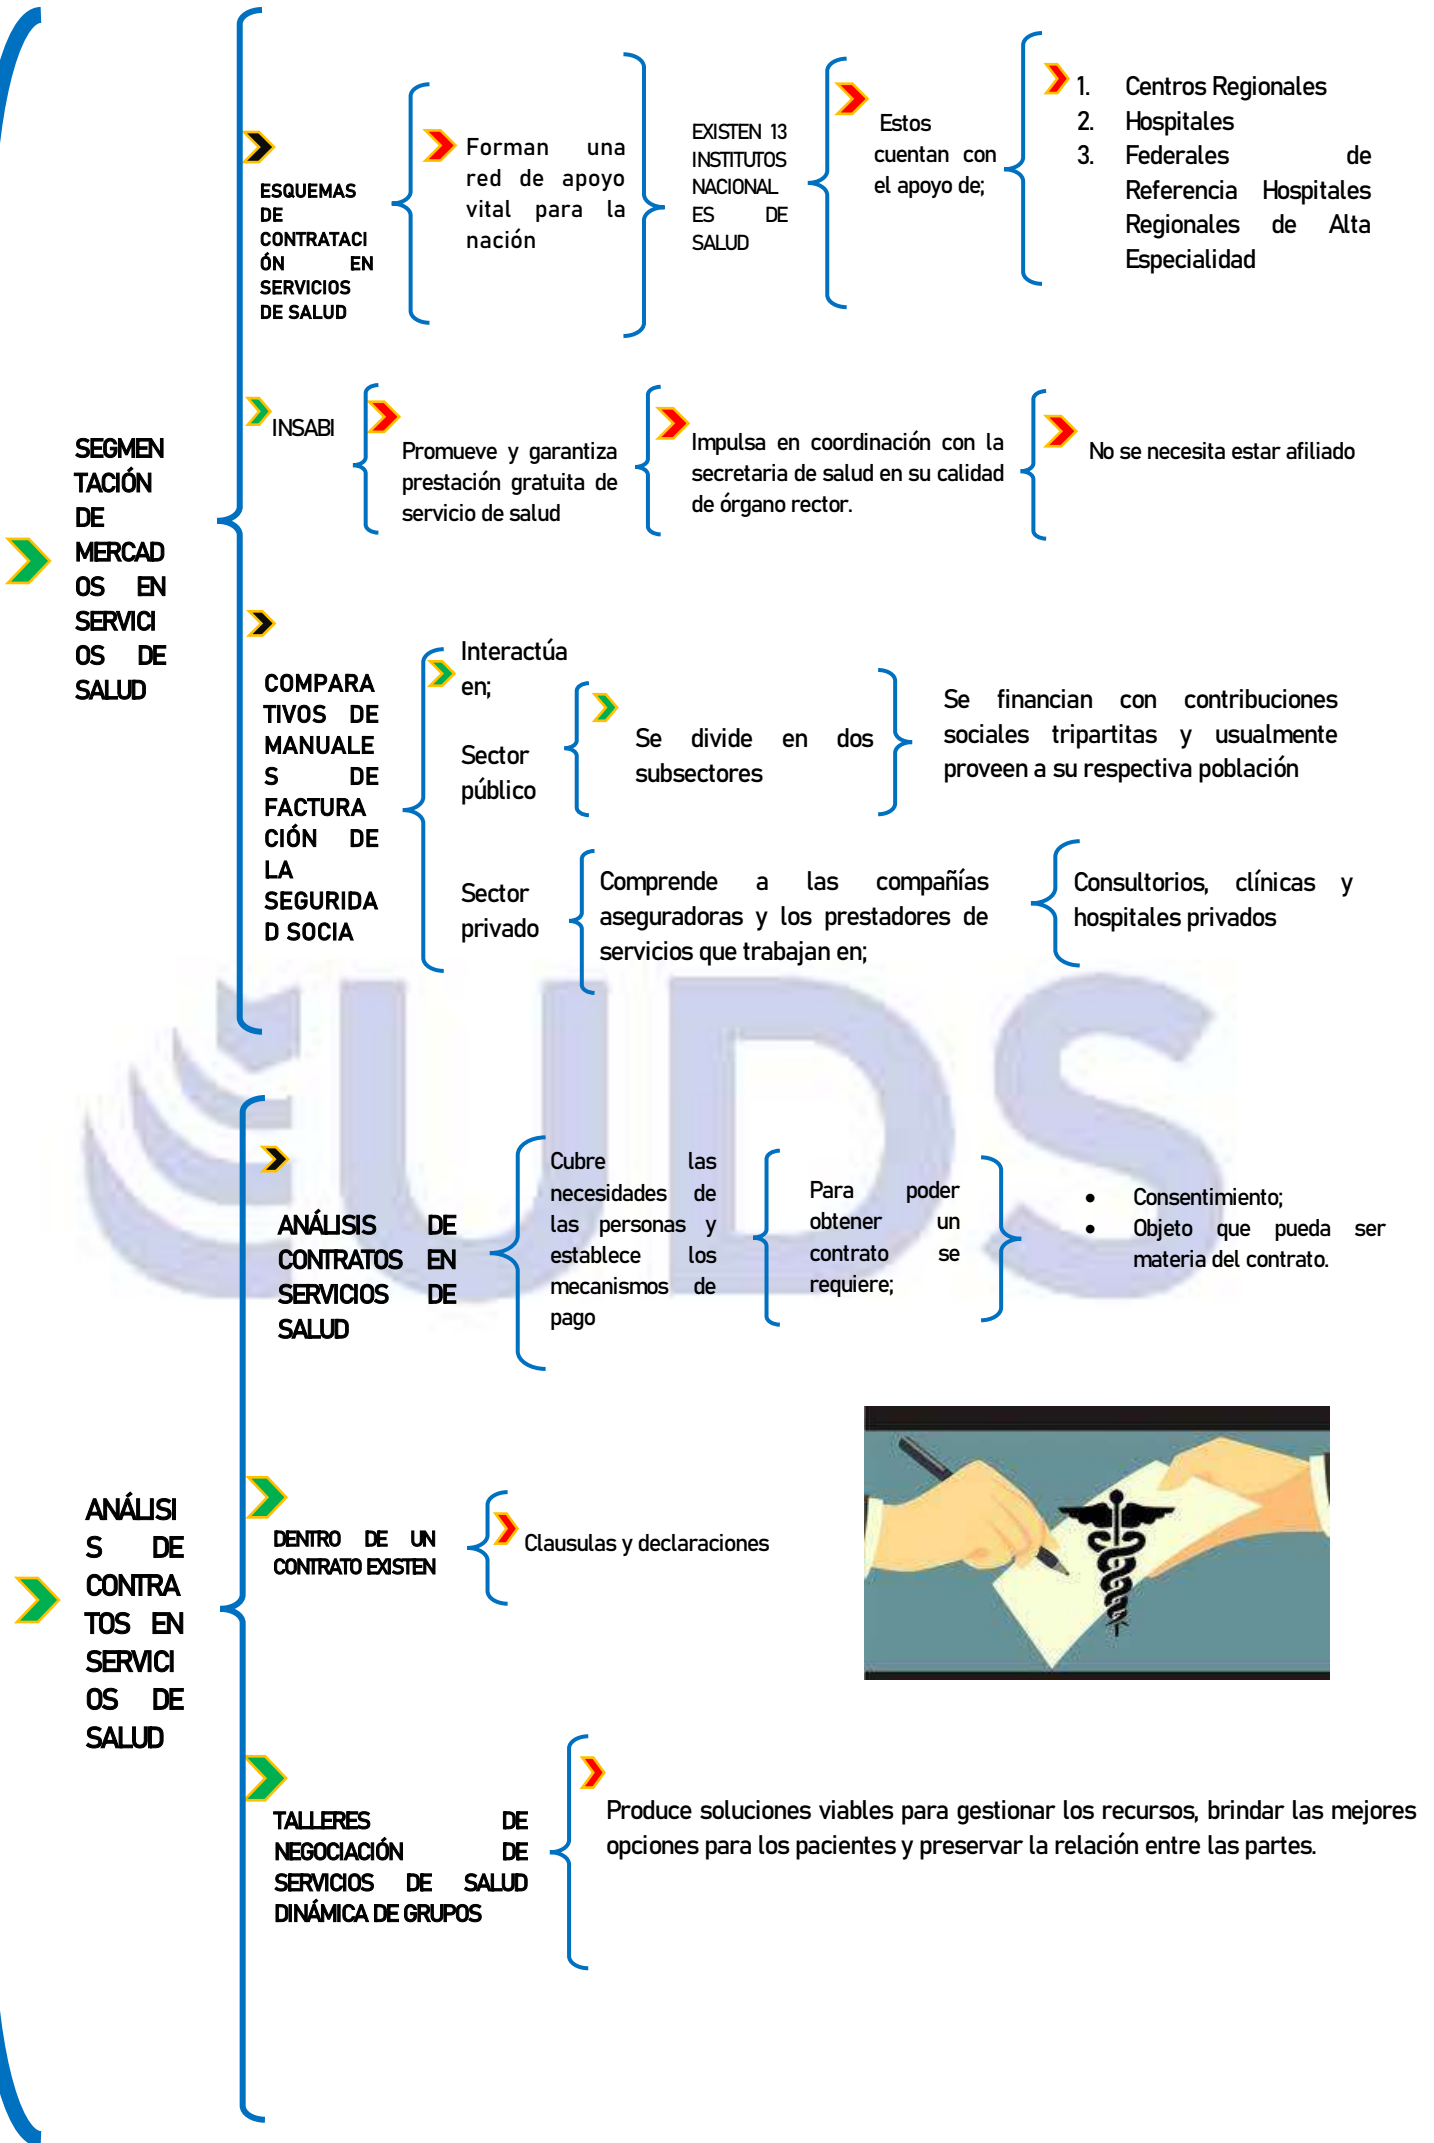 SEGMEN
TACIÓN
DE
MERCAD
OS EN
SERVICI
OS DE
SALUD
ESQUEMAS
DE
CONTRATACI
ÓN EN
SERVICIOS
DE SALUD
Forman una
red de apoyo
vital para la
nación
EXISTEN 13
INSTITUTOS
NACIONAL
ES DE
SALUD
Estos
cuentan con
el apoyo de;
1. Centros Regionales
2. Hospitales
3. Federales de
Referencia Hospitales
Regionales de Alta
Especialidad
INSABI
Promueve y garantiza
prestación gratuita de
servicio de salud
Impulsa en coordinación con la
secretaria de salud en su calidad
de órgano rector.
No se necesita estar afiliado
COMPARA
TIVOS DE
MANUALE
S DE
FACTURA
CIÓN DE
LA
SEGURIDA
D SOCIA
Interactúa
en;
Sector
público
Se divide en dos
subsectores
Se financian con contribuciones
sociales tripartitas y usualmente
proveen a su respectiva población
Sector
privado
Comprende a las compañías
aseguradoras y los prestadores de
servicios que trabajan en;
Consultorios, clínicas y
hospitales privados
UDS
ANÁLISI
S DE
CONTRA
TOS EN
SERVICI
OS DE
SALUD
ANÁLISIS DE
CONTRATOS EN
SERVICIOS DE
SALUD
Cubre las
necesidades de
las personas y
establece los
mecanismos de
pago
Para poder
obtener un
contrato se
requiere;
• Consentimiento;
• Objeto que pueda ser
materia del contrato.
DENTRO DE UN
CONTRATO EXISTEN
Clausulas y declaraciones
TALLERES DE
NEGOCIACIÓN DE
SERVICIOS DE SALUD
DINÁMICA DE GRUPOS
Produce soluciones viables para gestionar los recursos, brindar las mejores
opciones para los pacientes y preservar la relación entre las partes.